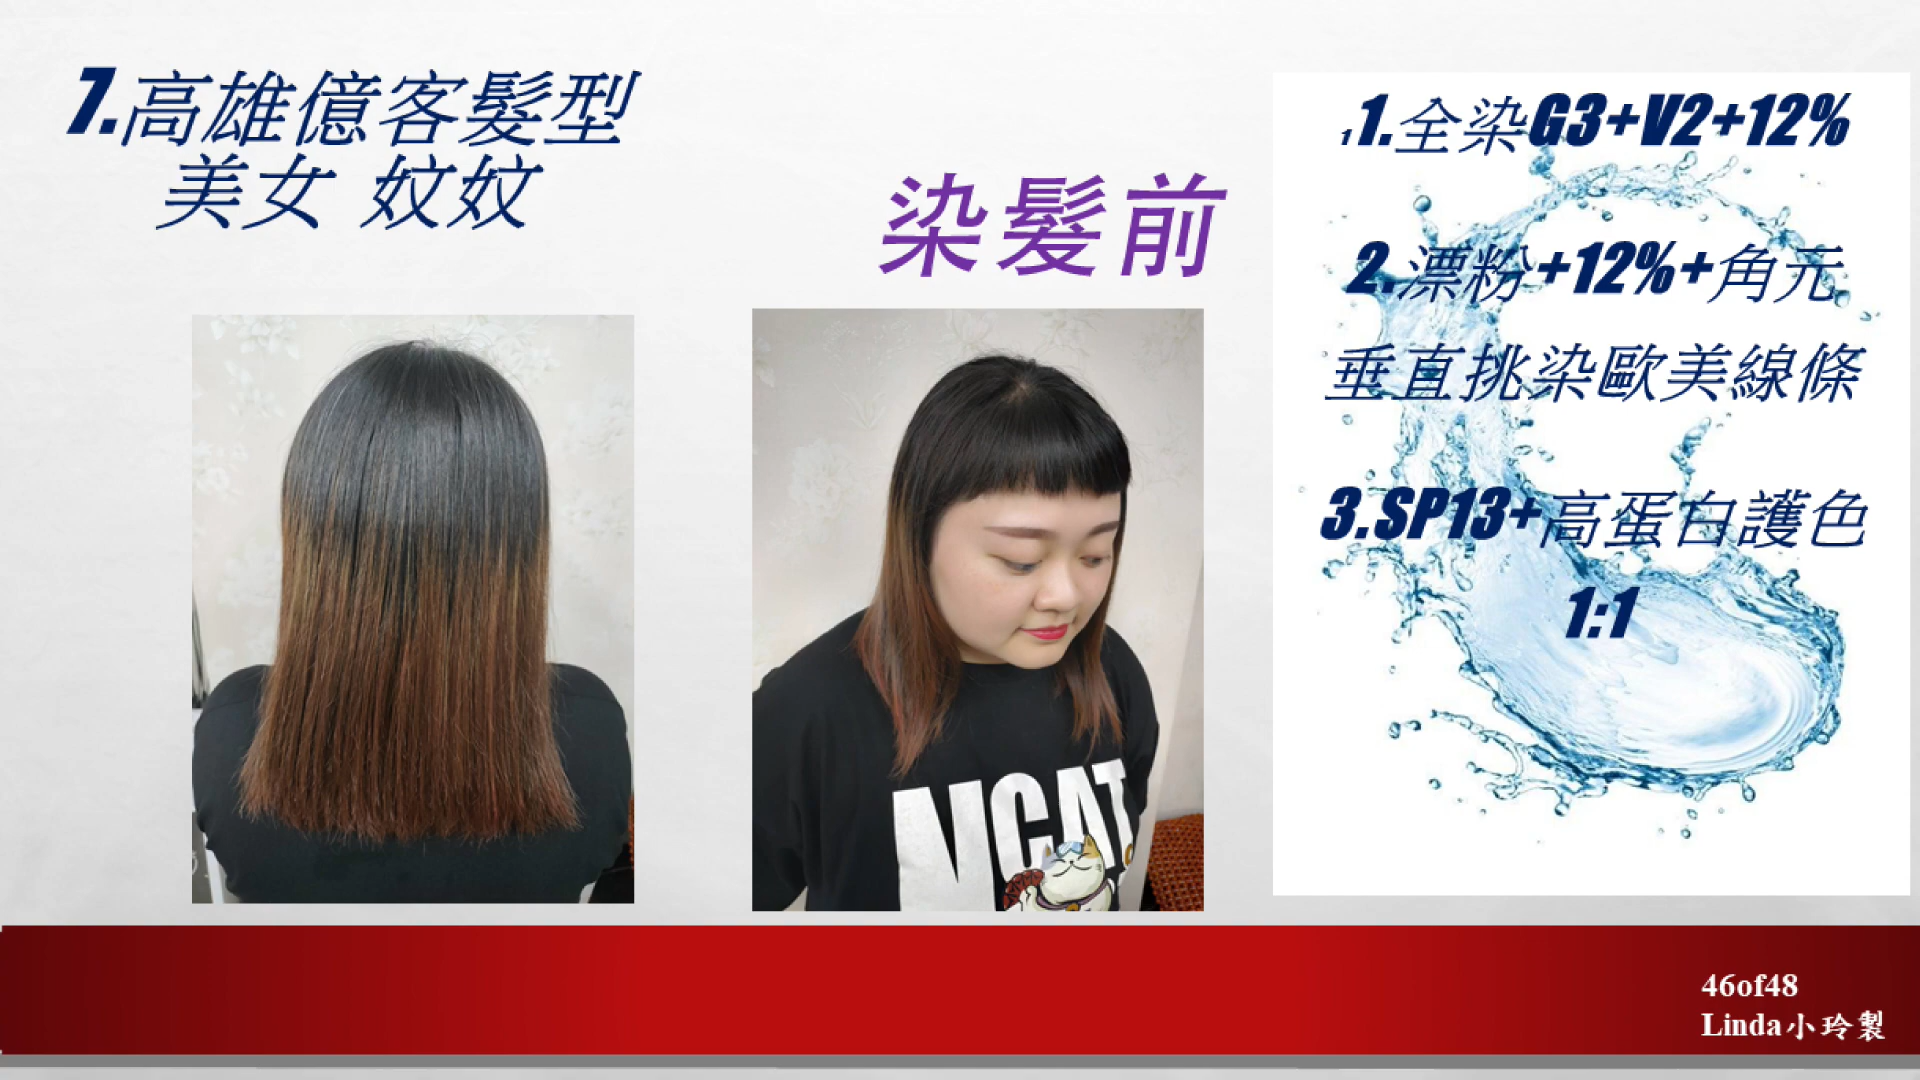 7.高雄億客髮型
美女 妏妏
染髮前
MCAT
1.全染G3+V2+12%
2.漂粉+12%+角元
垂直挑染歐美線條
3.SP13+高蛋白護色
1:1
46of48
Linda小玲製